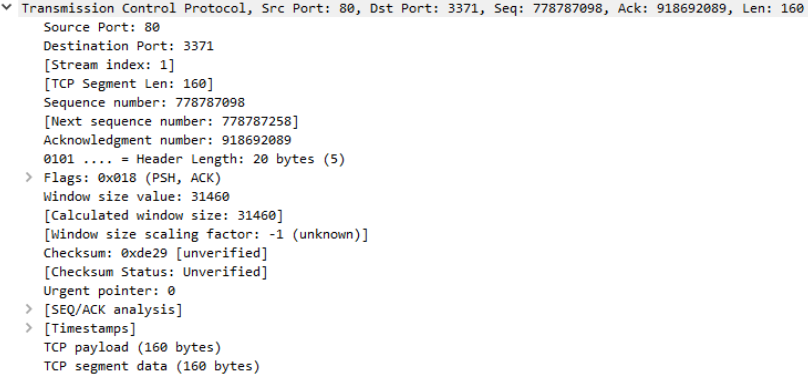 Transmission Control Protocol, Src Port: 80, Dst Port: 3371, Seq: 778787098, Ack: 918692089, Len: 160
Source Port: 80
Destination Port: 3371
[Stream index: 1]
[TCP Segment Len: 160]
Sequence number: 778787098
[Next sequence number: 778787258]
Acknowledgment number: 918692089
0101 .... = Header Length: 20 bytes (5)
Flags: 0x018 (PSH, ACK)
Window size value: 31460
[Calculated window size: 31460]
[Window size scaling factor: -1 (unknown)]
Checksum: 0xde29 [unverified]
[Checksum Status: Unverified]
Urgent pointer: 0
[SEQ/ACK analysis]
[Timestamps]
TCP payload (160 bytes)
TCP segment data (160 bytes)